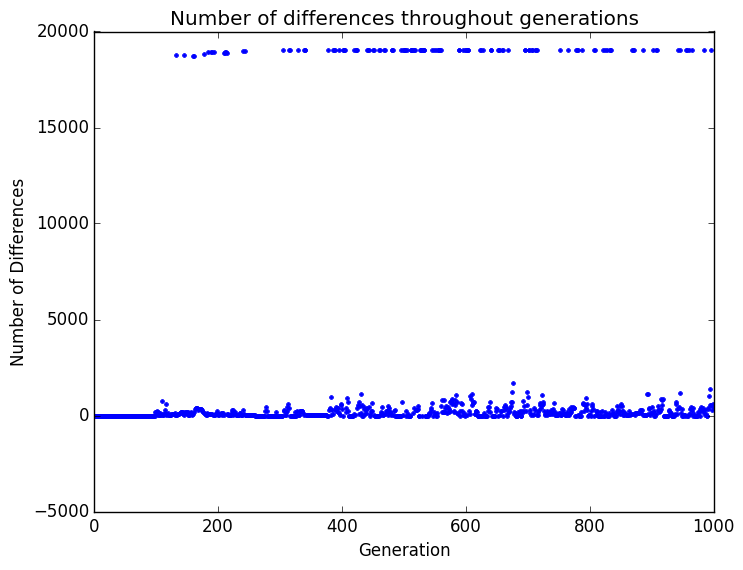 Number of differences throughout generations
20000
15000
10000
5000
0
−5000
Number of Differences
0 200 400 600 800 1000
Generation